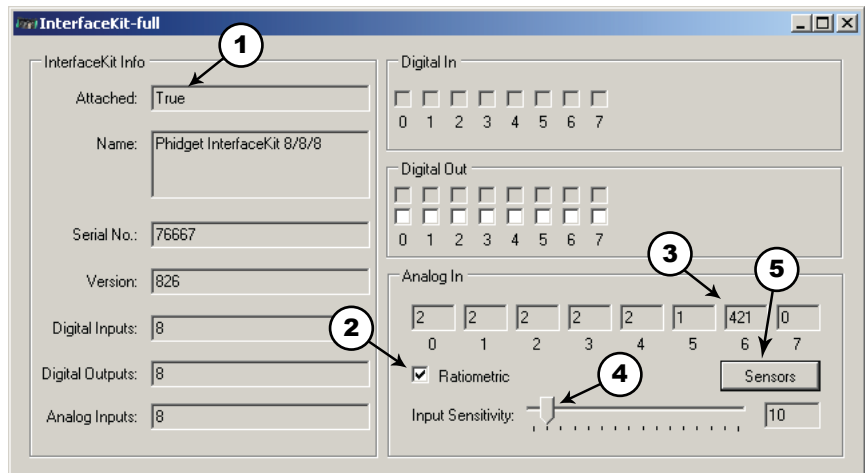 InterfaceKit-full
1
InterfaceKit Info
Attached: True
Name: Phidget InterfaceKit 8/8/8
Serial No.: 76667
Version: 826
Digital Inputs: 8
Digital Outputs: 8
Analog Inputs: 8
Digital In
0 1 2 3 4 5 6 7
Digital Out
0 1 2 3 4 5 6 7
3
5
Analog In
2 2 2 2 2 1 421 0
0 1 2 3 4 5 6 7
2
Ratiometric
4
Sensors
Input Sensitivity: 10